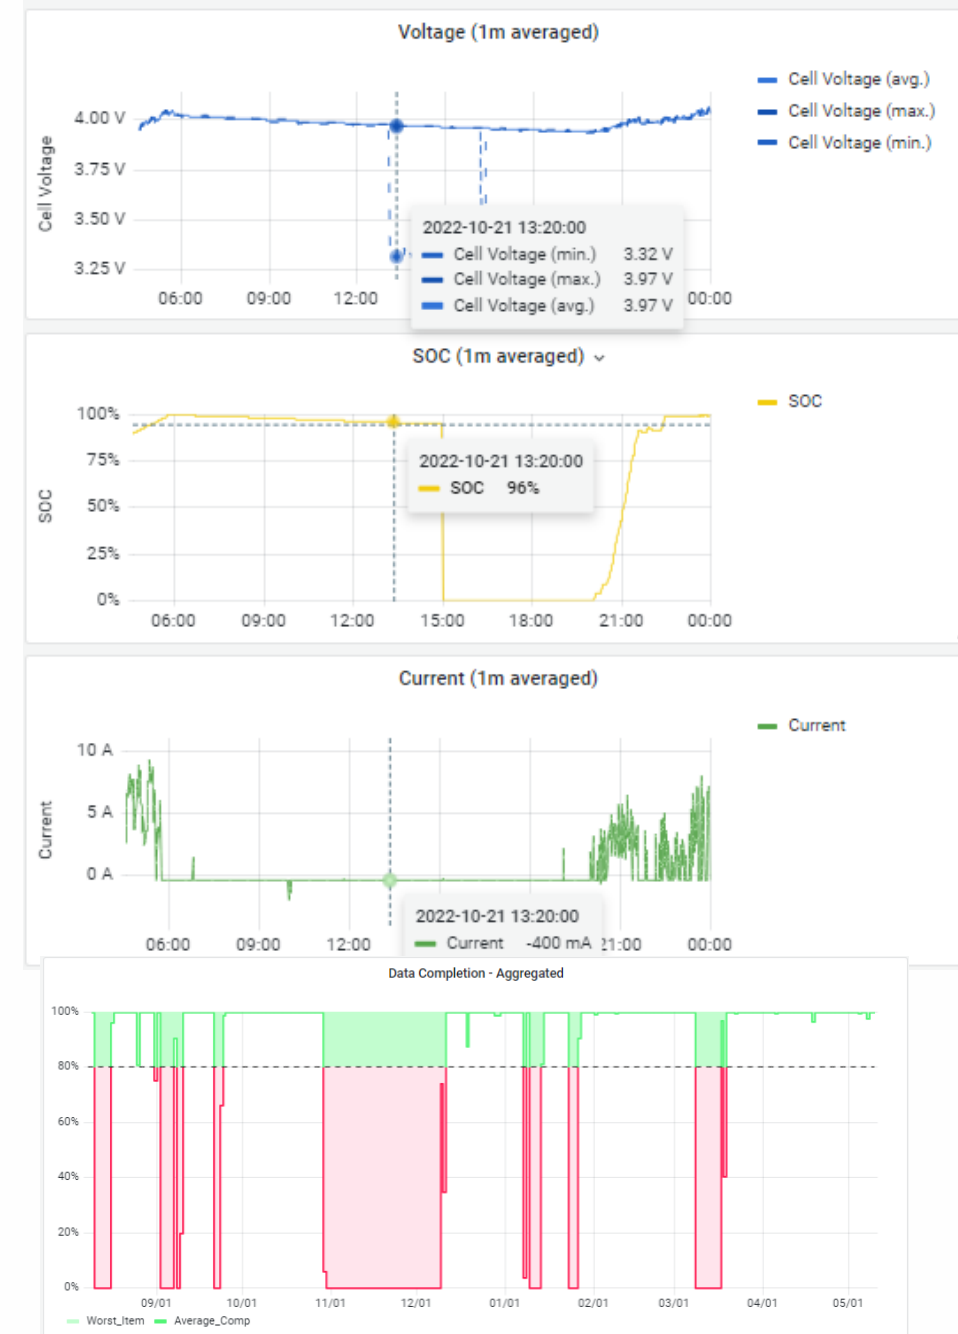 Voltage (1m averaged)
Cell Voltage
4.00 V
3.75 V
3.50 V
3.25 V
06:00 09:00 12:00 00:00
Cell Voltage (avg.)
Cell Voltage (max.)
Cell Voltage (min.)
2022-10-21 13:20:00
Cell Voltage (min.) 3.32 V
Cell Voltage (max.) 3.97 V
Cell Voltage (avg.) 3.97 V
SOC (1m averaged)
SOC
100%
75%
50%
25%
0%
06:00 09:00 12:00 15:00 18:00 21:00 00:00
SOC
2022-10-21 13:20:00
SOC 96%
Current (1m averaged)
Current
10 A
5 A
0 A
06:00 09:00 12:00 21:00 00:00
Current
2022-10-21 13:20:00
Current -400 mA
Data Completion - Aggregated
100%
80%
60%
40%
20%
0%
09/01 10/01 11/01 12/01 01/01 02/01 03/01 04/01 05/01
Worst_Item Average_Comp